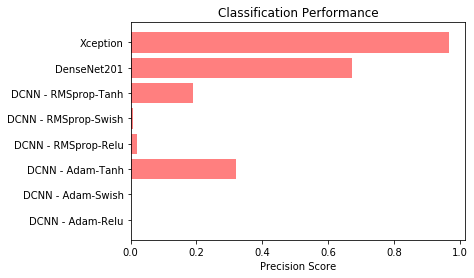 Classification Performance
Xception
DenseNet201
DCNN - RMSprop-Tanh
DCNN - RMSprop-Swish
DCNN - RMSprop-Relu
DCNN - Adam-Tanh
DCNN - Adam-Swish
DCNN - Adam-Relu
0.0 0.2 0.4 0.6 0.8 1.0
Precision Score